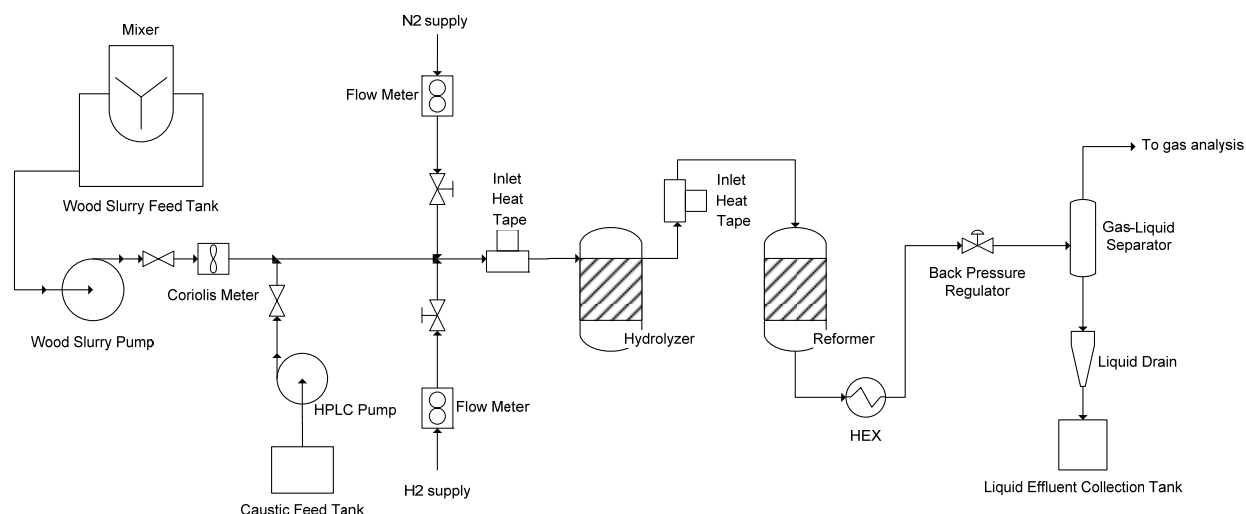 Mixer
N2 supply
Flow Meter
To gas analysis
Wood Slurry Feed Tank
Inlet
Heat
Tape
Inlet
Heat
Tape
Gas-Liquid
Separator
Coriolis Meter
Back Pressure
Regulator
Wood Slurry Pump
Hydrolyzer
Reformer
Liquid Drain
HPLC Pump
Flow Meter
HEX
H2 supply
Liquid Effluent Collection Tank
Caustic Feed Tank